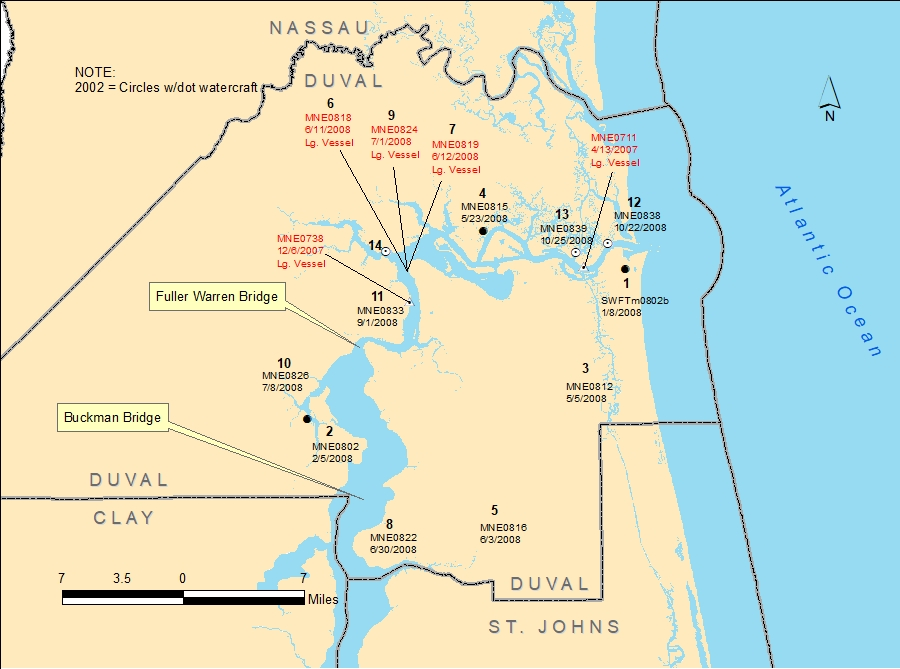 NASSAU
NOTE:
2002 = Circles w/dot watercraft
DUVAL
6
MNE0818
6/11/2008
Lg. Vessel
9
MNE0824
7/1/2008
Lg. Vessel
7
MNE0819
6/12/2008
Lg. Vessel
MNE0711
4/13/2007
Lg. Vessel
N
4
MNE0815
5/23/2008
13
MNE0839
10/25/2008
12
MNE0838
10/22/2008
Atlantic Ocean
MNE0738
12/6/2007
Lg. Vessel
14
1
SWFTm0802b
1/8/2008
Fuller Warren Bridge
11
MNE0833
9/1/2008
10
MNE0826
7/8/2008
3
MNE0812
5/5/2008
Buckman Bridge
2
MNE0802
2/5/2008
DUVAL
CLAY
8
MNE0822
6/30/2008
5
MNE0816
6/3/2008
7 3.5 0 7
Miles
DUVAL
ST. JOHNS